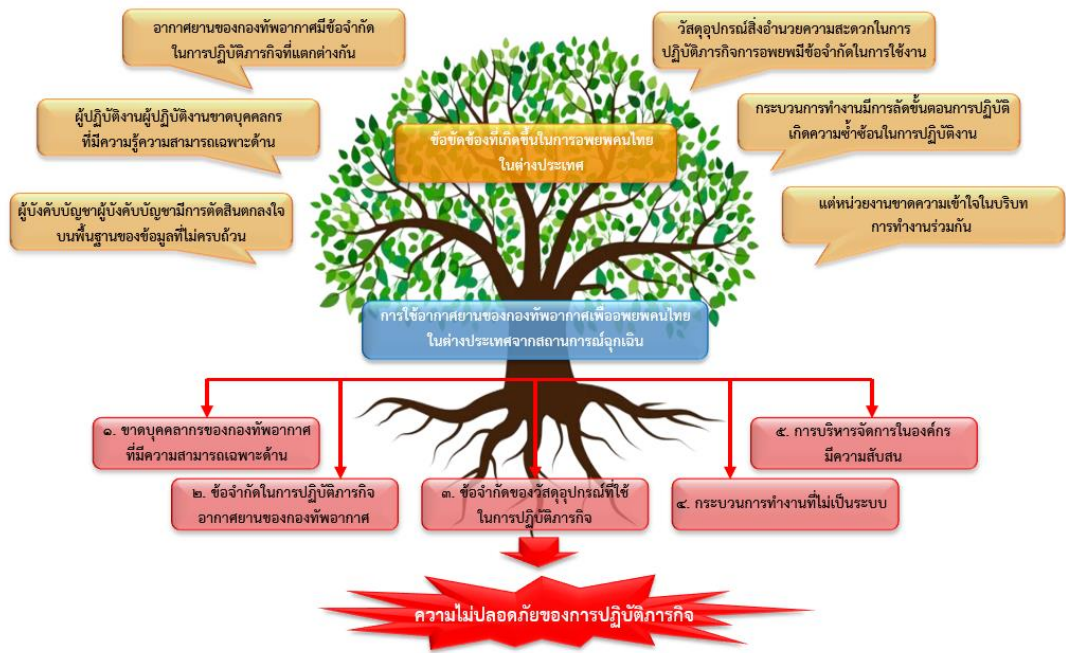 อากาศยานของกองทัพอากาศมีข้อจำกัด
ในการปฏิบัติภารกิจที่แตกต่างกัน
วัสดุอุปกรณ์สิ่งอำนวยความสะดวกในการ
ปฏิบัติภารกิจการอพยพมีข้อจำกัดในการใช้งาน
ผู้ปฏิบัติงานผู้ปฏิบัติงานขาดบุคคลกร
ที่มีความรู้ความสามารถเฉพาะด้าน
กระบวนการทำงานมีการลัดขั้นตอนการปฏิบัติ
เกิดความซ้ำซ้อนในการปฏิบัติงาน
ข้อขัดข้องที่เกิดขึ้นในการอพยพคนไทย
ในต่างประเทศ
ผู้บังคับบัญชาผู้บังคับบัญชามีการตัดสินตกลงใจ
บนพื้นฐานของข้อมูลที่ไม่ครบถ้วน
แต่หน่วยงานขาดความเข้าใจในบริบท
การทำงานร่วมกัน
การใช้อากาศยานของกองทัพอากาศเพื่ออพยพคนไทย
ในต่างประเทศจากสถานการณ์ฉุกเฉิน
๑. ขาดบุคคลากรของกองทัพอากาศ
ที่มีความสามารถเฉพาะด้าน
๒. ข้อจำกัดในการปฏิบัติภารกิจ
อากาศยานของกองทัพอากาศ
๓. ข้อจำกัดของวัสดุอุปกรณ์ที่ใช้
ในการปฏิบัติภารกิจ
๔. กระบวนการทำงานที่ไม่เป็นระบบ
๕. การบริหารจัดการในองค์กร
มีความสับสน
ความไม่ปลอดภัยของการปฏิบัติภารกิจ